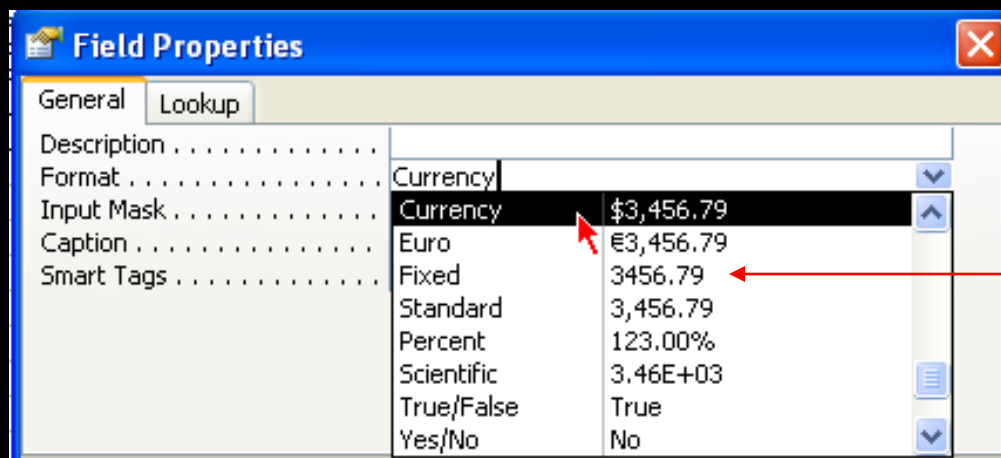 Field Properties
General Lookup
Description . . . . . . . . . . . . .
Format . . . . . . . . . . . . . . . . Currency
Input Mask . . . . . . . . . . . . . Currency $3,456.79
Caption . . . . . . . . . . . . . . . Euro €3,456.79
Smart Tags . . . . . . . . . . . . . Fixed 3456.79
Standard 3,456.79
Percent 123.00%
Scientific 3.46E+03
True/False True
Yes/No No